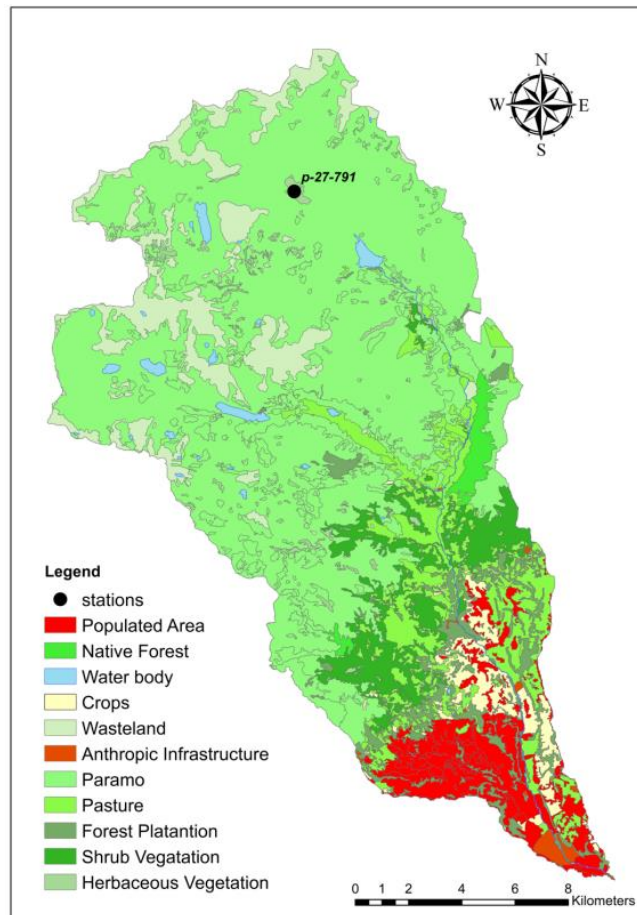 N
W E
S
p-27-791
Legend
stations
Populated Area
Native Forest
Water body
Crops
Wasteland
Anthropic Infrastructure
Paramo
Pasture
Forest Platantion
Shrub Vegatation
Herbaceous Vegetation
0 1 2 4 6 8
Kilometers